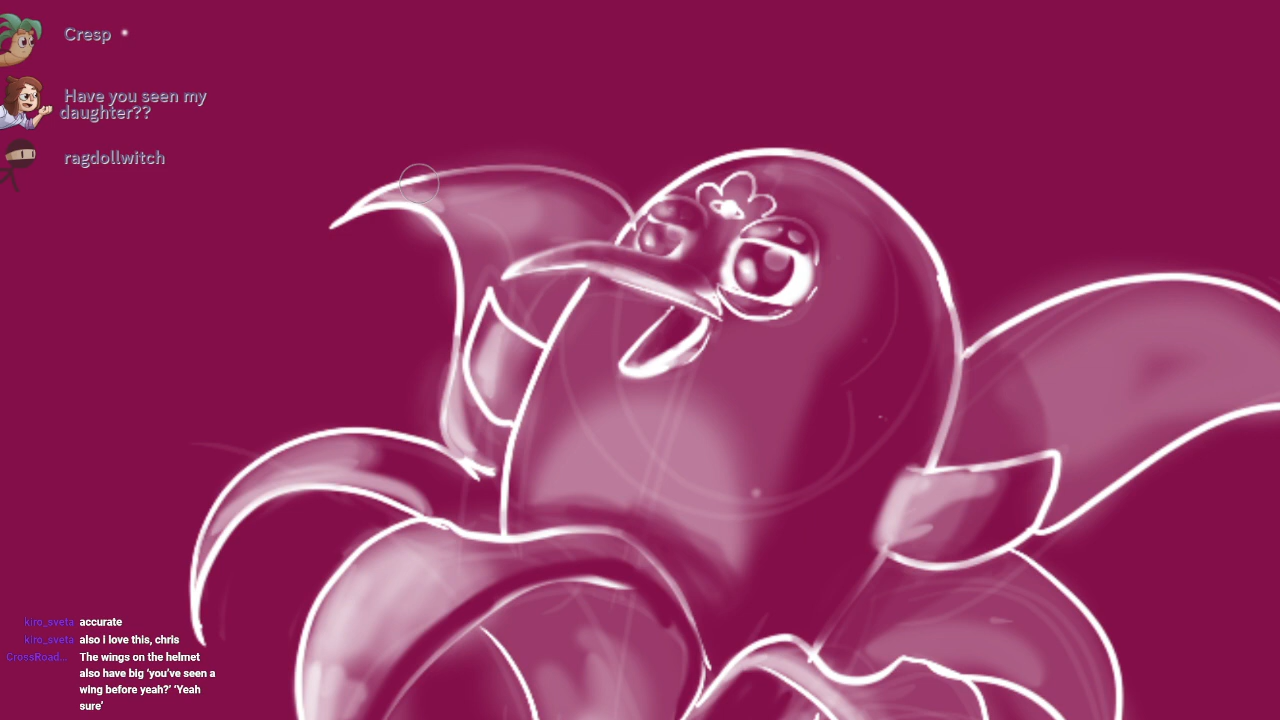 Cresp
Have you seen my
daughter??
ragdollwitch
kiro_sveta accurate
kiro_sveta also i love this, chris
CrossRoad... The wings on the helmet
also have big 'you've seen a
wing before yeah?' 'Yeah
sure'